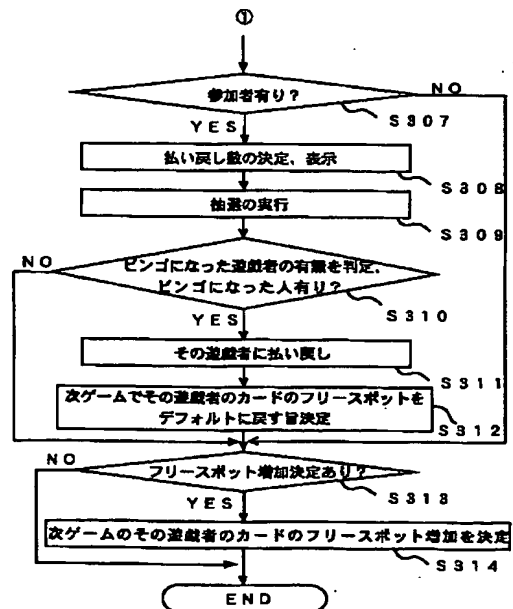 ①
参加者有り？
NO
YES
S307
払い戻し数の決定、表示
S308
抽選の実行
S309
NO
ビンゴになった遊戯者の有無を判定、
ビンゴになった人有り？
YES
S310
その遊戯者に払い戻し
S311
次ゲームでその遊戯者のカードのフリースポットを
デフォルトに戻す旨決定
S312
NO
フリースポット増加決定あり？
YES
S313
次ゲームのその遊戯者のカードのフリースポット増加を決定
S314
END